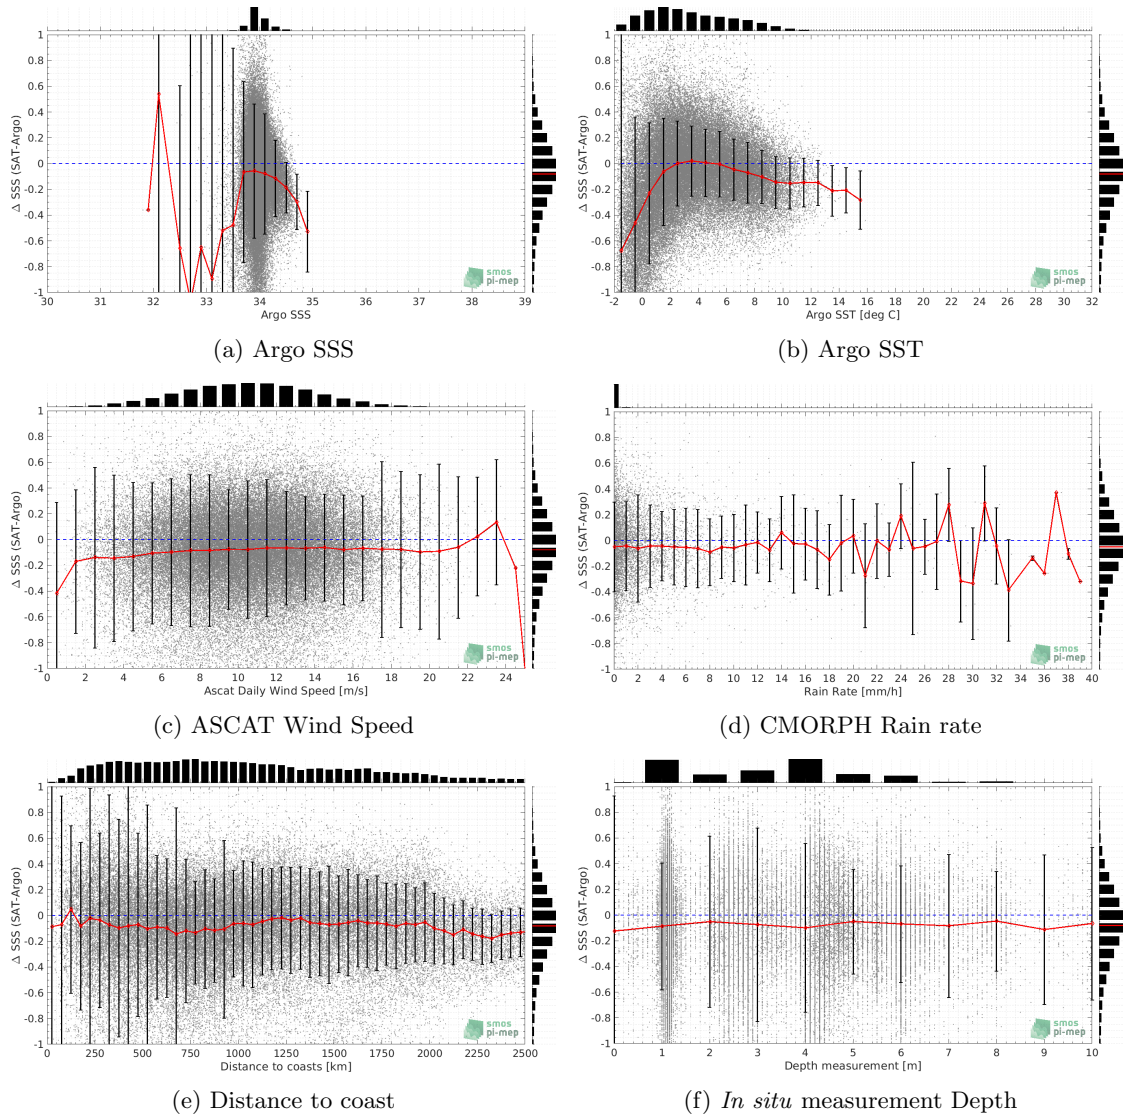 1
0.8
0.6
0.4
0.2
0
-0.2
-0.4
-0.6
-0.8
-1
Δ SSS (SAT-Argo)
30 31 32 33 34 35 36 37 38 39
Argo SSS
smos
pi-mep
(a) Argo SSS
1
0.8
0.6
0.4
0.2
0
-0.2
-0.4
-0.6
-0.8
-1
Δ SSS (SAT-Argo)
-2 0 2 4 6 8 10 12 14 16 18 20 22 24 26 28 30 32
Argo SST [deg C]
smos
pi-mep
(b) Argo SST
1
0.8
0.6
0.4
0.2
0
-0.2
-0.4
-0.6
-0.8
-1
Δ SSS (SAT-Argo)
0 2 4 6 8 10 12 14 16 18 20 22 24
Ascat Daily Wind Speed [m/s]
smos
pi-mep
(c) ASCAT Wind Speed
1
0.8
0.6
0.4
0.2
0
-0.2
-0.4
-0.6
-0.8
-1
Δ SSS (SAT-Argo)
0 2 4 6 8 10 12 14 16 18 20 22 24 26 28 30 32 34 36 38 40
Rain Rate [mm/h]
smos
pi-mep
(d) CMORPH Rain rate
1
0.8
0.6
0.4
0.2
0
-0.2
-0.4
-0.6
-0.8
-1
Δ SSS (SAT-Argo)
0 250 500 750 1000 1250 1500 1750 2000 2250 2500
Distance to coasts [km]
smos
pi-mep
(e) Distance to coast
1
0.8
0.6
0.4
0.2
0
-0.2
-0.4
-0.6
-0.8
-1
Δ SSS (SAT-Argo)
0 1 2 3 4 5 6 7 8 9 10
Depth measurement [m]
smos
pi-mep
(f) In situ measurement Depth